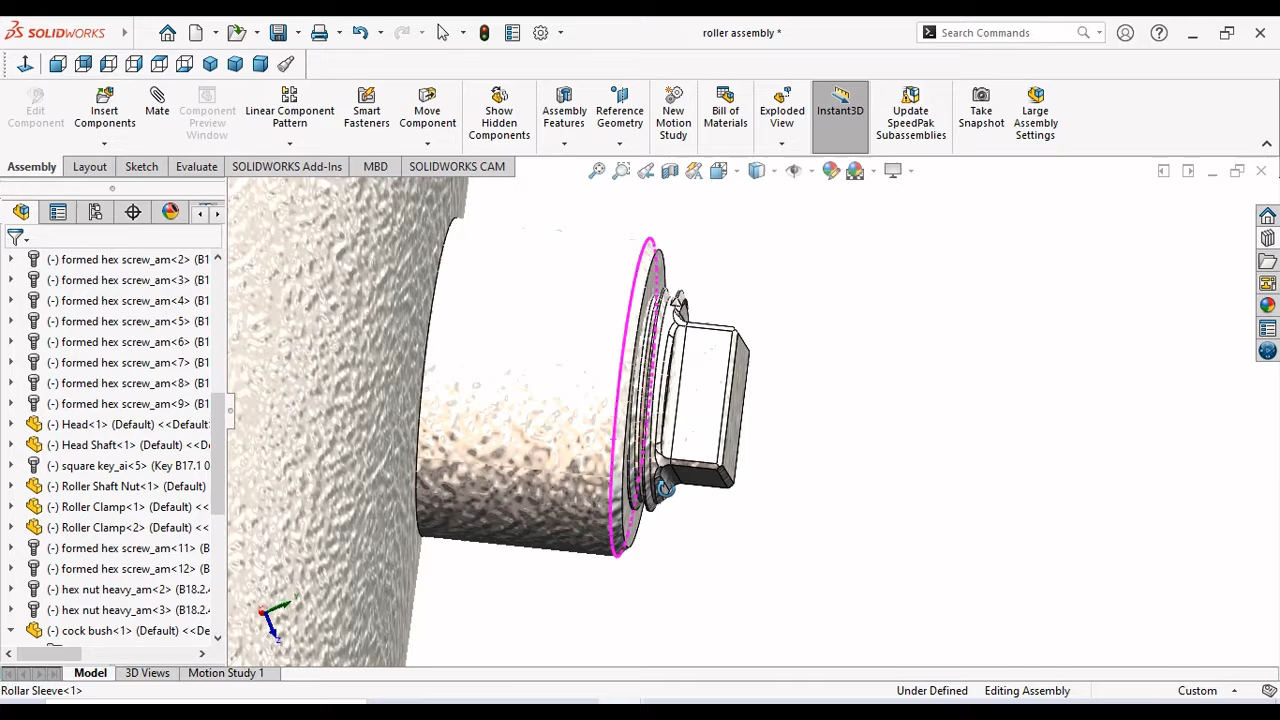 SOLIDWORKS
roller assembly *
Search Commands
Edit Component
Insert Components
Mate
Component Preview Window
Linear Component Pattern
Smart Fasteners
Move Component
Show Hidden Components
Assembly Features
Reference Geometry
New Motion Study
Bill of Materials
Exploded View
Instant3D
Update SpeedPak Subassemblies
Take Snapshot
Large Assembly Settings
Assembly
Layout
Sketch
Evaluate
SOLIDWORKS Add-Ins
MBD
SOLIDWORKS CAM
(-) formed hex screw_am<2> (B1
(-) formed hex screw_am<3> (B1
(-) formed hex screw_am<4> (B1
(-) formed hex screw_am<5> (B1
(-) formed hex screw_am<6> (B1
(-) formed hex screw_am<7> (B1
(-) formed hex screw_am<8> (B1
(-) formed hex screw_am<9> (B1
(-) Head<1> (Default) <<Default
(-) Head Shaft<1> (Default) <<D
(-) square key_ai<5> (Key B17.1 0
(-) Roller Shaft Nut<1> (Default)
(-) Roller Clamp<1> (Default) <<
(-) Roller Clamp<2> (Default) <<
(-) formed hex screw_am<11> (B
(-) formed hex screw_am<12> (B
(-) hex nut heavy_am<2> (B18.2.4
(-) hex nut heavy_am<3> (B18.2.4
(-) cock bush<1> (Default) <<De
Z
Model
3D Views
Motion Study 1
Rollar Sleeve<1>
Under Defined
Editing Assembly
Custom